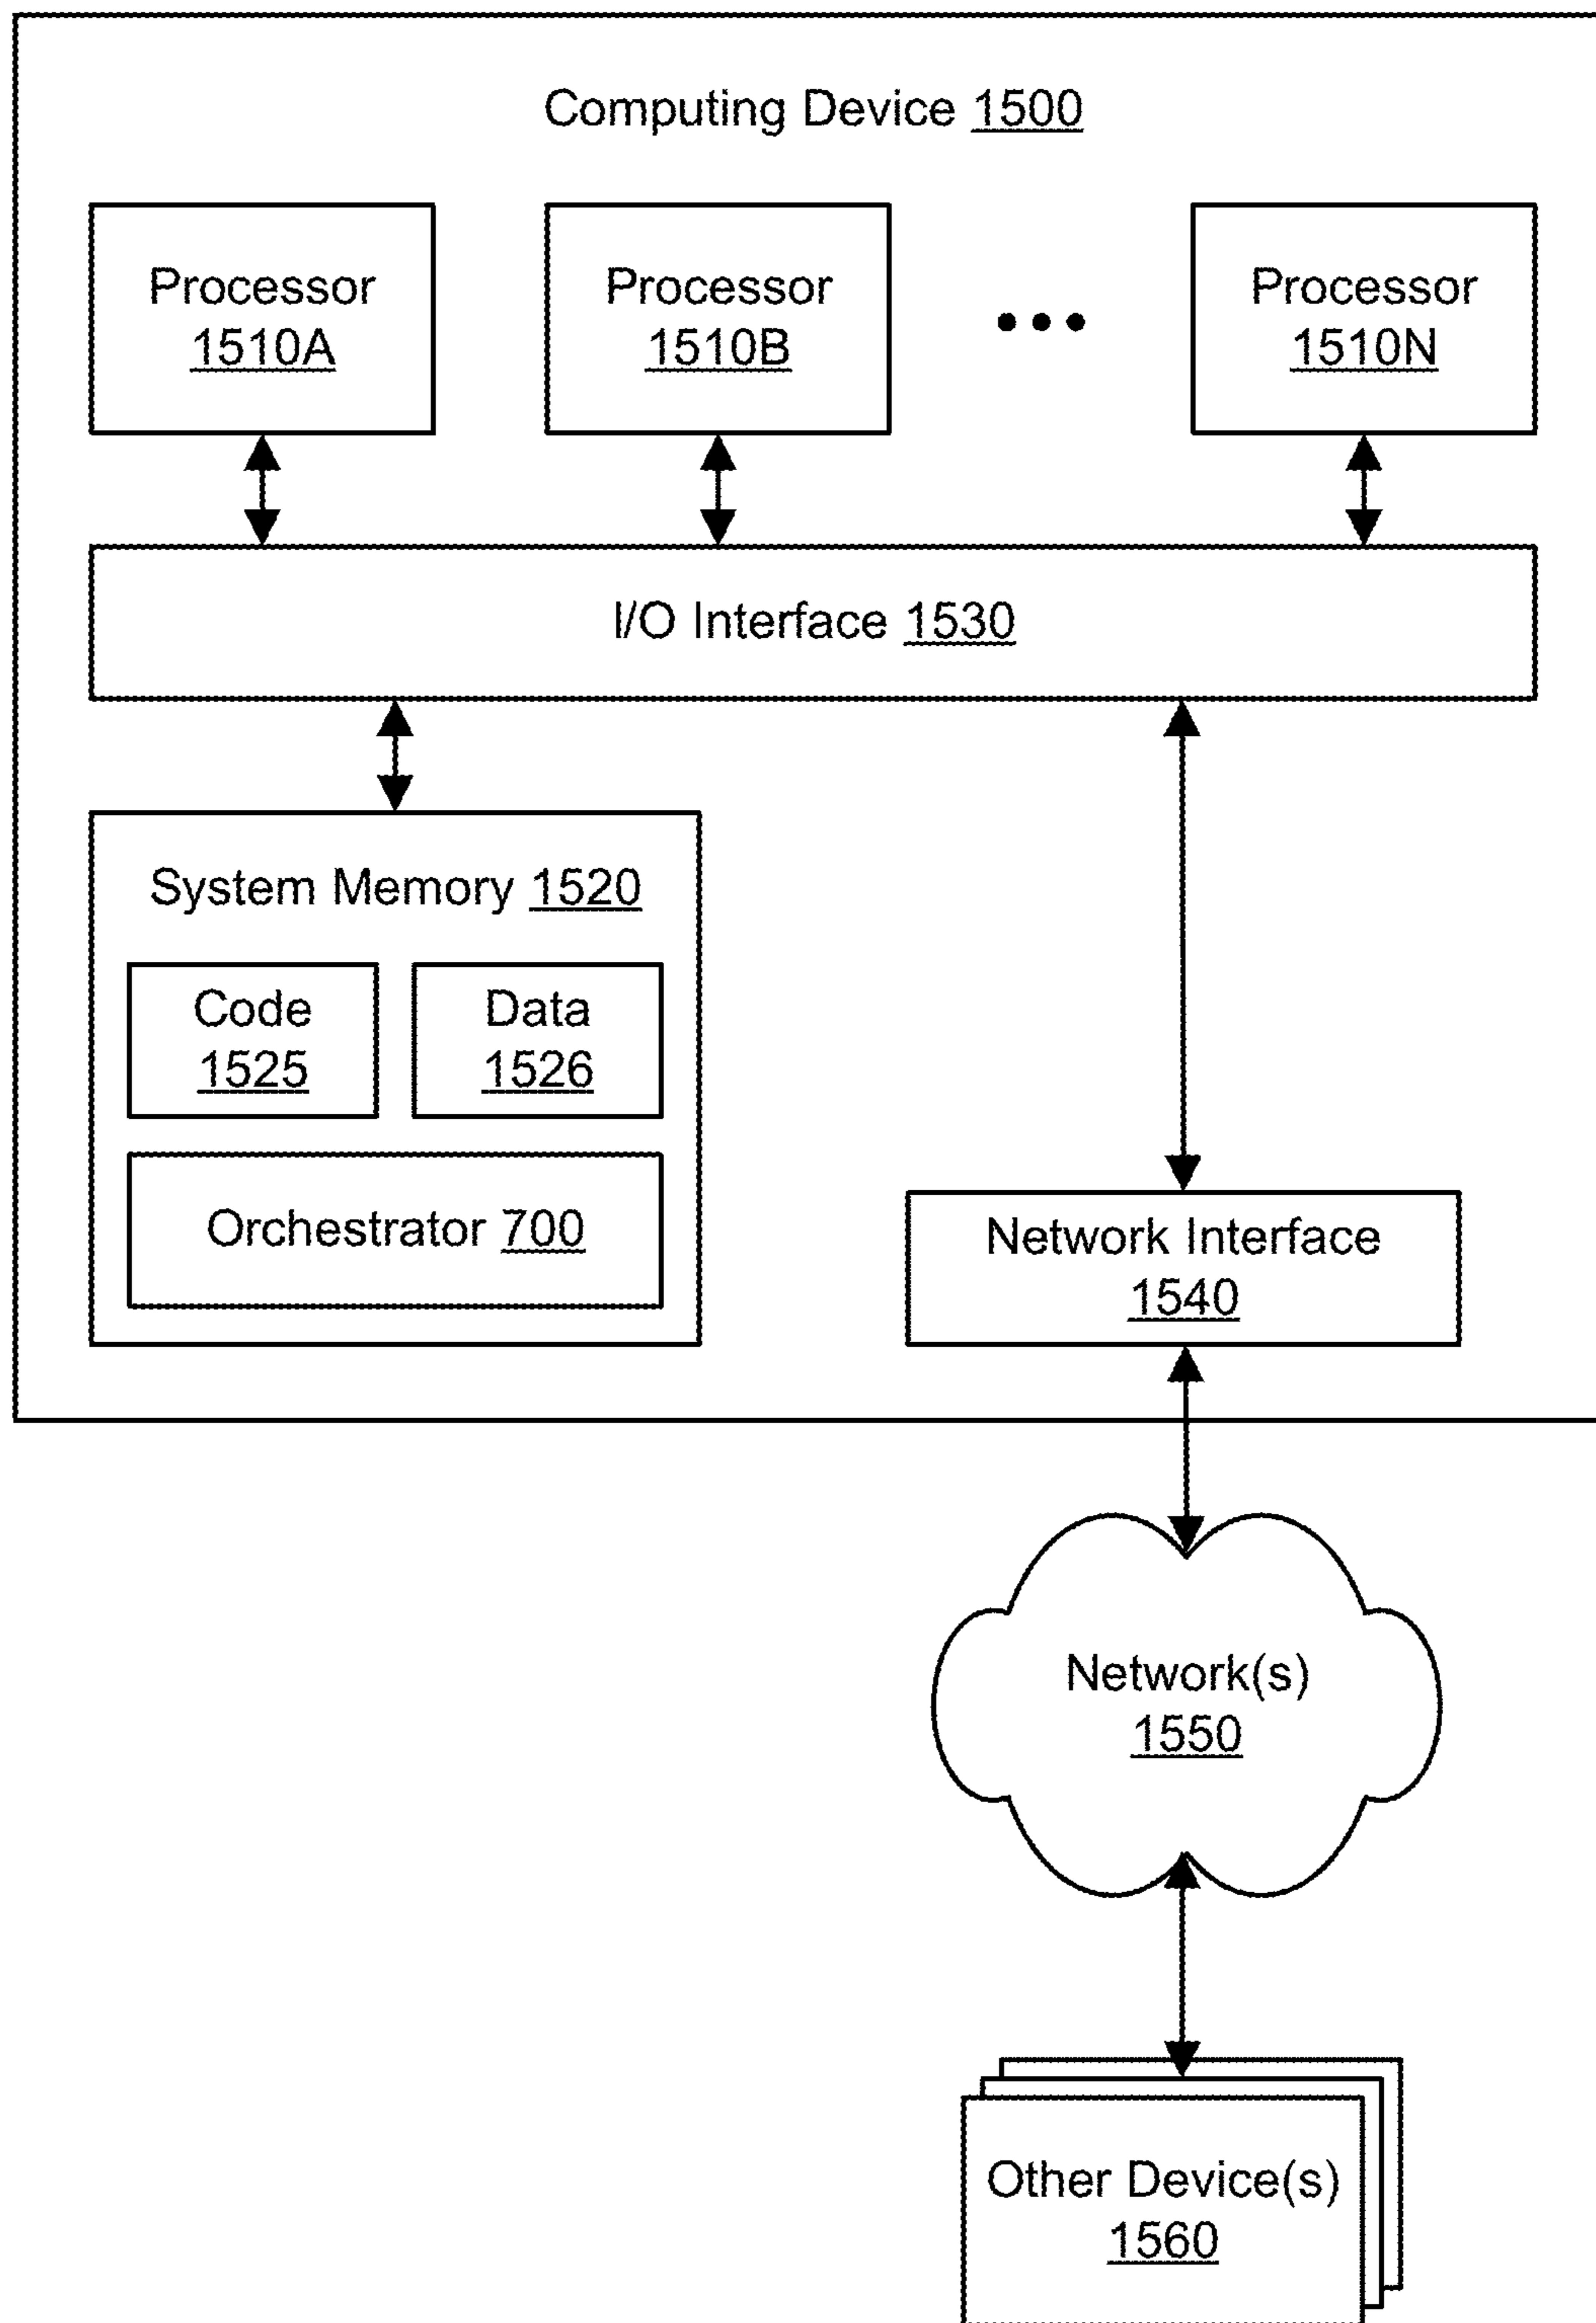 Computing Device 1500
Processor
1510A
Processor
1510B
Processor
1510N
I/O Interface 1530
System Memory 1520
Code
1525
Data
1526
Orchestrator 700
Network Interface
1540
Network(s)
1550
Other Device(s)
1560